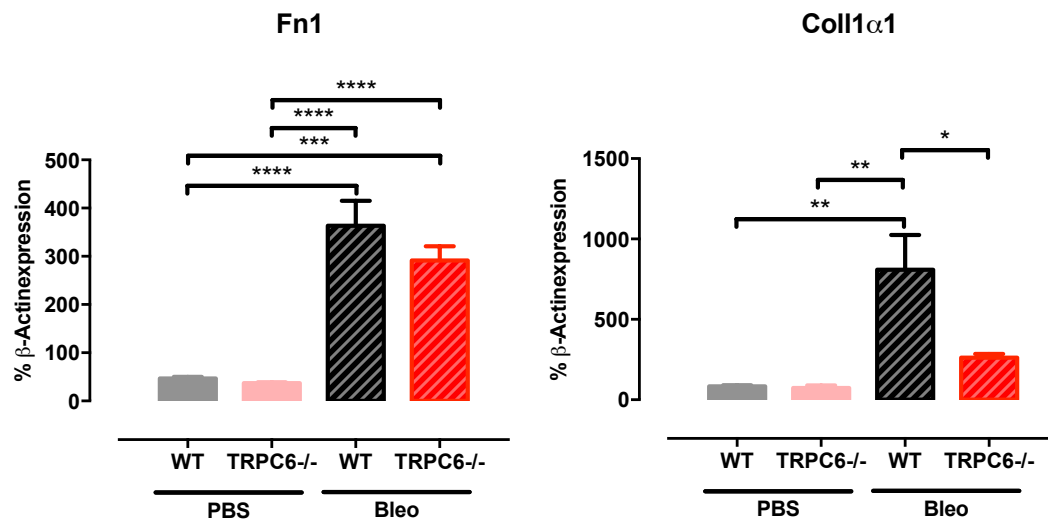 Fn1
****
****
***
****
% β-Actinexpression
500
400
300
200
100
0
WT TRPC6-/- WT TRPC6-/-
PBS Bleo
Coll1α1
*
**
**
% β-Actinexpression
1500
1000
500
0
WT TRPC6-/- WT TRPC6-/-
PBS Bleo